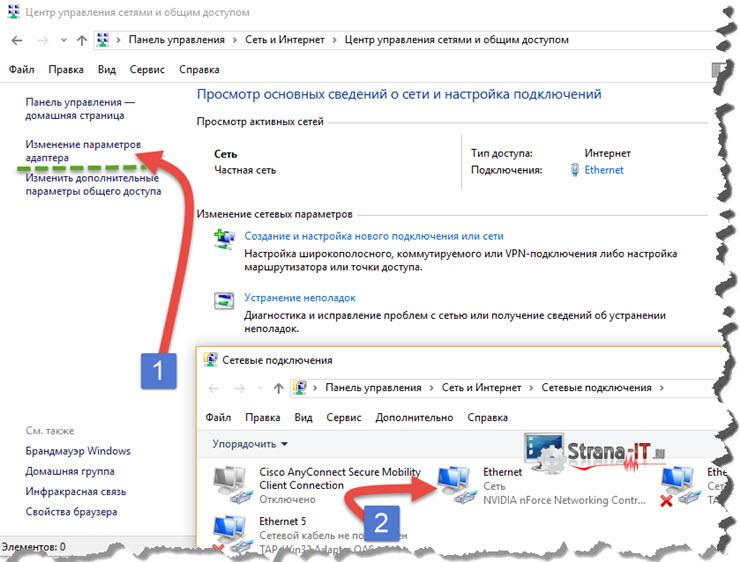 Центр управления сетями и общим доступом
Панель управления > Сеть и Интернет > Центр управления сетями и общим доступом
Файл Правка Вид Сервис Справка
Панель управления —
домашняя страница
Изменение параметров
адаптера
Изменить дополнительные
параметры общего доступа
Просмотр основных сведений о сети и настройка подключений
Просмотр активных сетей
Сеть
Частная сеть
Тип доступа: Интернет
Подключения: Ethernet
Изменение сетевых параметров
Создание и настройка нового подключения или сети
Настройка широкополосного, коммутируемого или VPN-подключения либо настройка
маршрутизатора или точки доступа.
Устранение неполадок
Диагностика и исправление проблем с сетью или получение сведений об устранении
неполадок.
1
См. также
Брандмауэр Windows
Домашняя группа
Инфракрасная связь
Свойства браузера
Элементов: 0
Сетевые подключения
Панель управления > Сеть и Интернет > Сетевые подключения >
Файл Правка Вид Сервис Дополнительно Справка
Упорядочить
Strana-IT.ru
Cisco AnyConnect Secure Mobility
Client Connection
Отключено
Ethernet
Сеть
NVIDIA nForce Networking Contr...
2
Ethernet 5
Сетевой кабель не
TAP-Win32 Adapter OAS